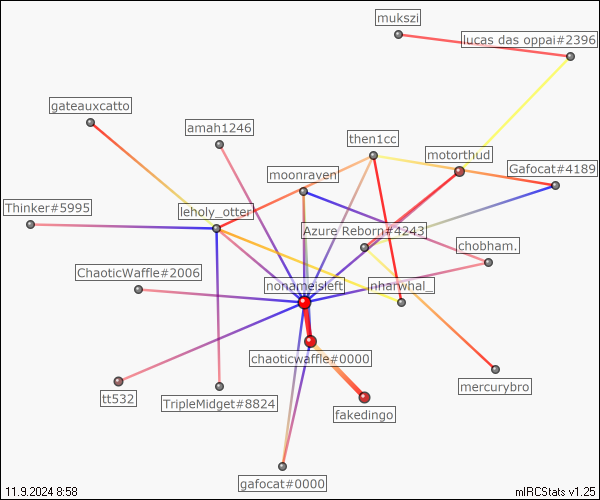 mukszi
lucas das oppai#2396
gateauxcatto
amah1246
then1cc
motorthud
moonraven
Gafocat#4189
Thinker#5995
leholy_otter
Azure Reborn#4243
chobham.
ChaoticWaffle#2006
nonameisleft
nharwhal_
chaoticwaffle#0000
mercurybro
tt532
TripleMidget#8824
fakedingo
gafocat#0000
11.9.2024 8:58
mIRCStats v1.25